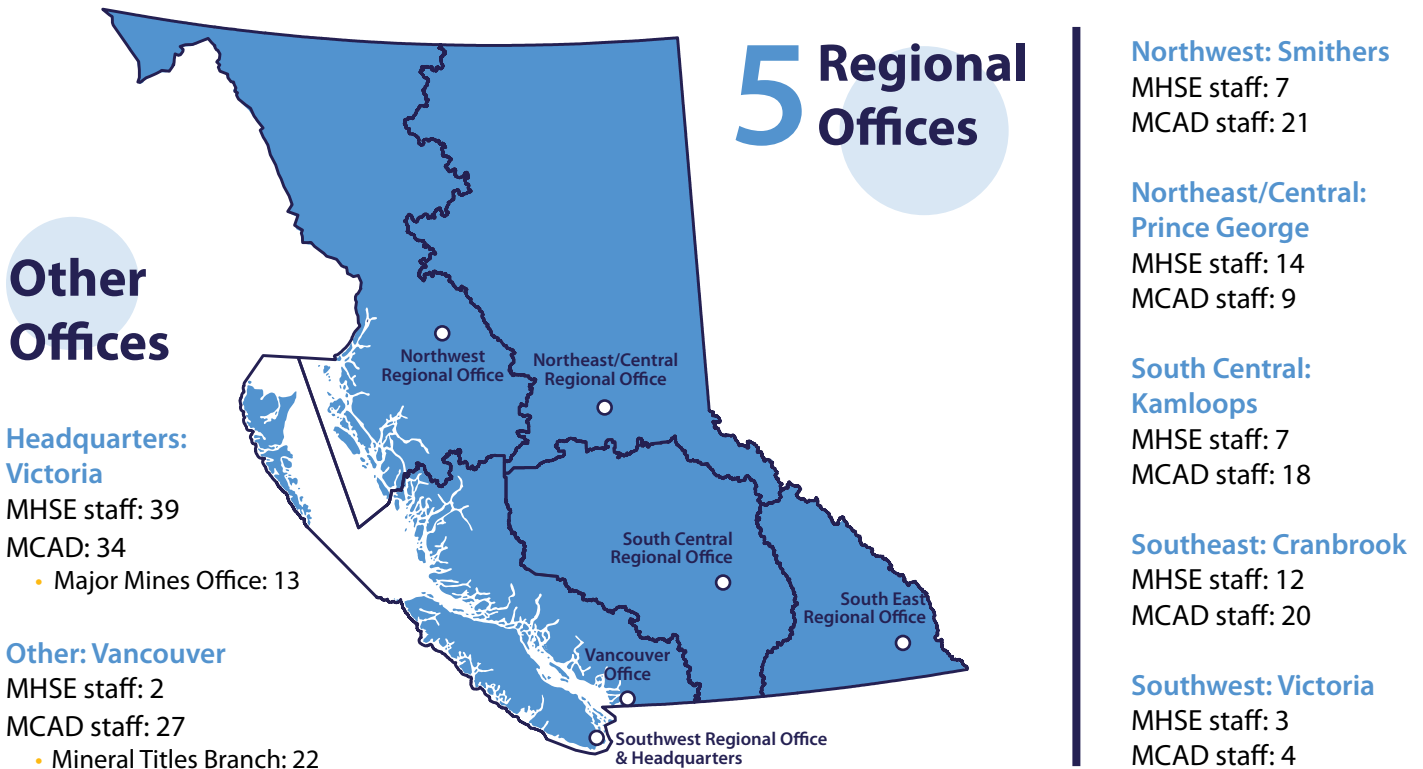 5 Regional
Offices
Northwest: Smithers
MHSE staff: 7
MCAD staff: 21
Northeast/Central:
Prince George
MHSE staff: 14
MCAD staff: 9
South Central:
Kamloops
MHSE staff: 7
MCAD staff: 18
Southeast: Cranbrook
MHSE staff: 12
MCAD staff: 20
Southwest: Victoria
MHSE staff: 3
MCAD staff: 4
Other
Offices
Headquarters:
Victoria
MHSE staff: 39
MCAD: 34
• Major Mines Office: 13
Other: Vancouver
MHSE staff: 2
MCAD staff: 27
• Mineral Titles Branch: 22
Northwest
Regional Office
Northeast/Central
Regional Office
South Central
Regional Office
South East
Regional Office
Vancouver
Office
Southwest Regional Office
& Headquarters